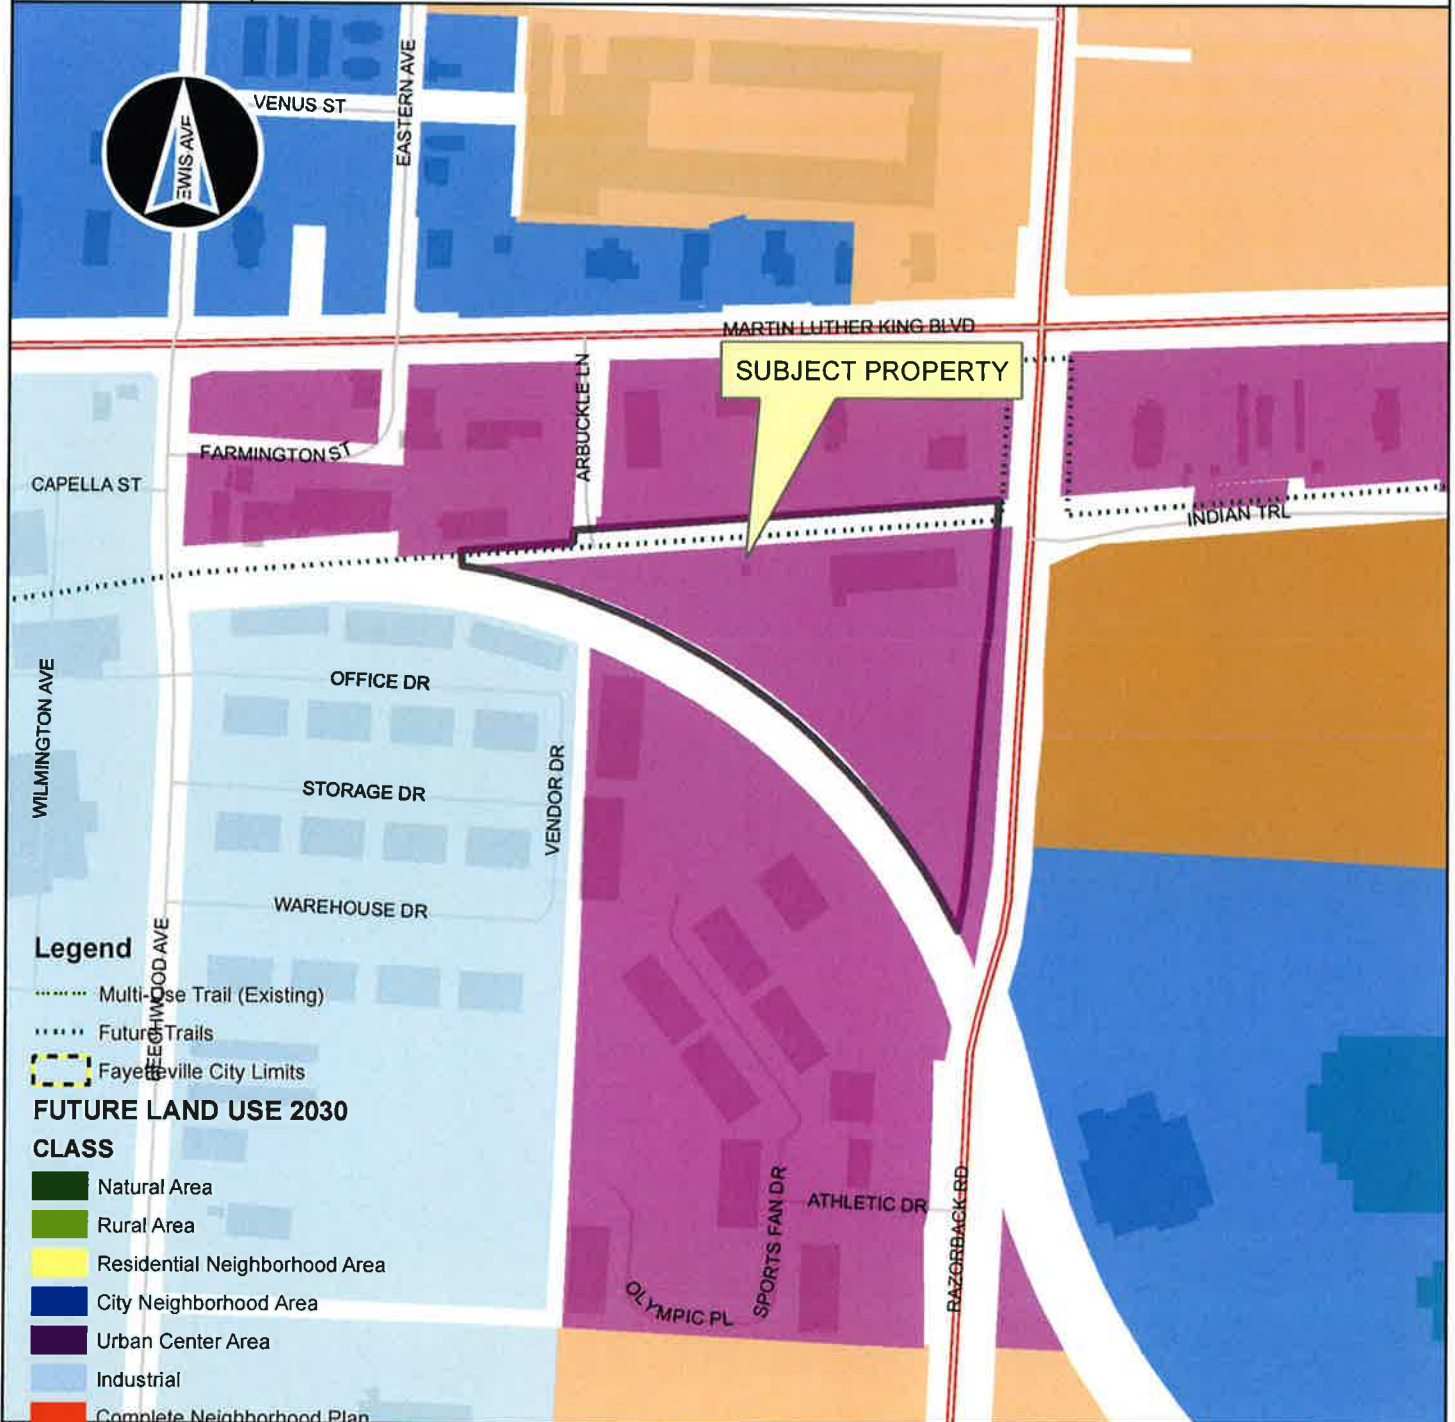 VENUS ST
EASTERN AVE
EWIS AVE
MARTIN LUTHER KING BLVD
SUBJECT PROPERTY
ARBUCKLE LN
FARMINGTON ST
CAPELLA ST
INDIAN TRL
WILMINGTON AVE
OFFICE DR
STORAGE DR
VENDOR DR
WAREHOUSE DR
BEECHWOOD AVE
SPORTS FAN DR
ATHLETIC DR
RAZORBACK RD
OLYMPIC PL
Legend
Multi-Use Trail (Existing)
Future Trails
Fayetteville City Limits
FUTURE LAND USE 2030
CLASS
Natural Area
Rural Area
Residential Neighborhood Area
City Neighborhood Area
Urban Center Area
Industrial
Complete Neighborhood Plan